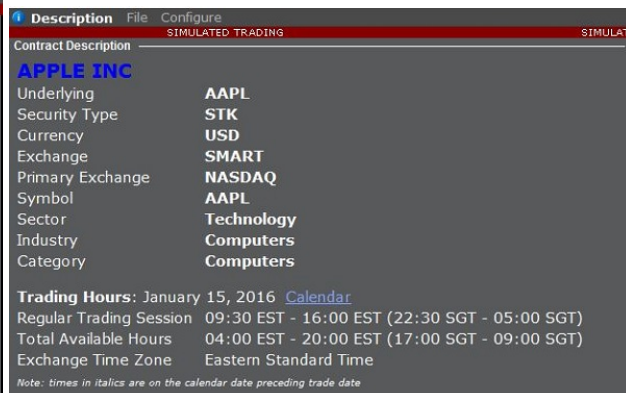 Description File Configure
SIMULATED TRADING SIMULAT
Contract Description
APPLE INC
Underlying AAPL
Security Type STK
Currency USD
Exchange SMART
Primary Exchange NASDAQ
Symbol AAPL
Sector Technology
Industry Computers
Category Computers
Trading Hours: January 15, 2016 Calendar
Regular Trading Session 09:30 EST - 16:00 EST (22:30 SGT - 05:00 SGT)
Total Available Hours 04:00 EST - 20:00 EST (17:00 SGT - 09:00 SGT)
Exchange Time Zone Eastern Standard Time
Note: times in italics are on the calendar date preceding trade date